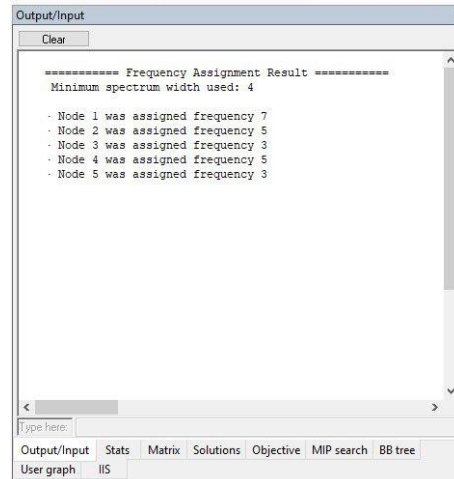 Output/Input
Clear
=========== Frequency Assignment Result ===========
Minimum spectrum width used: 4
· Node 1 was assigned frequency 7
· Node 2 was assigned frequency 5
· Node 3 was assigned frequency 3
· Node 4 was assigned frequency 5
· Node 5 was assigned frequency 3
Type here:
Output/Input Stats Matrix Solutions Objective MIP search BB tree
User graph IIS